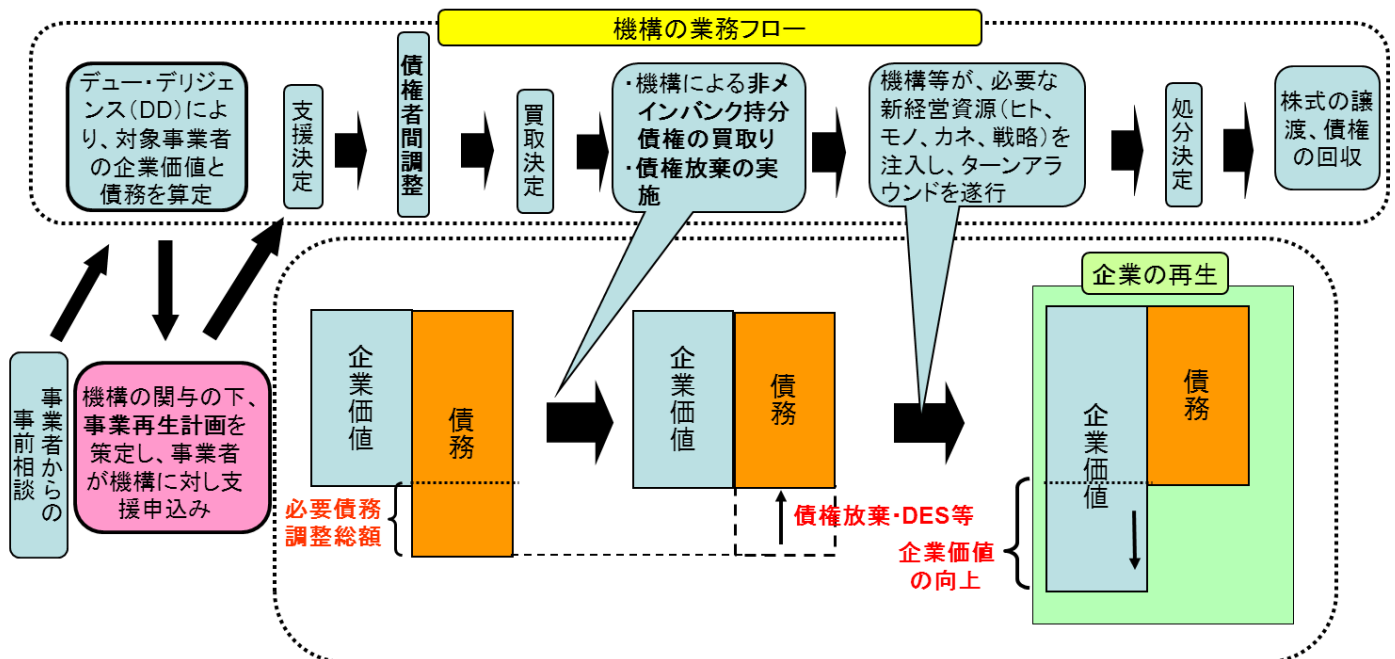 機構の業務フロー
デュー・デリジェ
ンス(DD)によ
り、対象事業者
の企業価値と
債務を算定
支援決定
債権者間調整
買取決定
・機構による非メ
インバンク持分
債権の買取り
・債権放棄の実
施
機構等が、必要な
新経営資源(ヒト、
モノ、カネ、戦略)を
注入し、ターンアラ
ウンドを遂行
処分決定
株式の譲
渡、債権
の回収
事業者からの
事前相談
機構の関与の下、
事業再生計画を
策定し、事業者
が機構に対し支
援申込み
企業価値
債務
必要債務
調整総額
企業価値
債務
債権放棄・DES等
企業の再生
企業価値
債務
企業価値
の向上